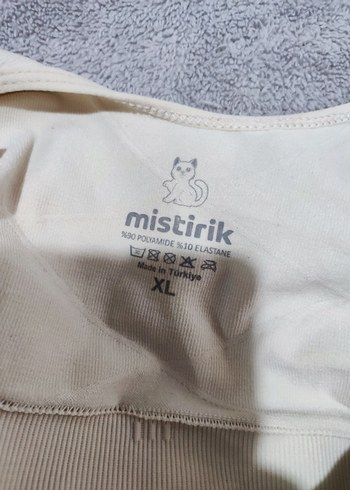 mistirik
%90 POLYAMIDE %10 ELASTANE
Made in Türkiye
XL